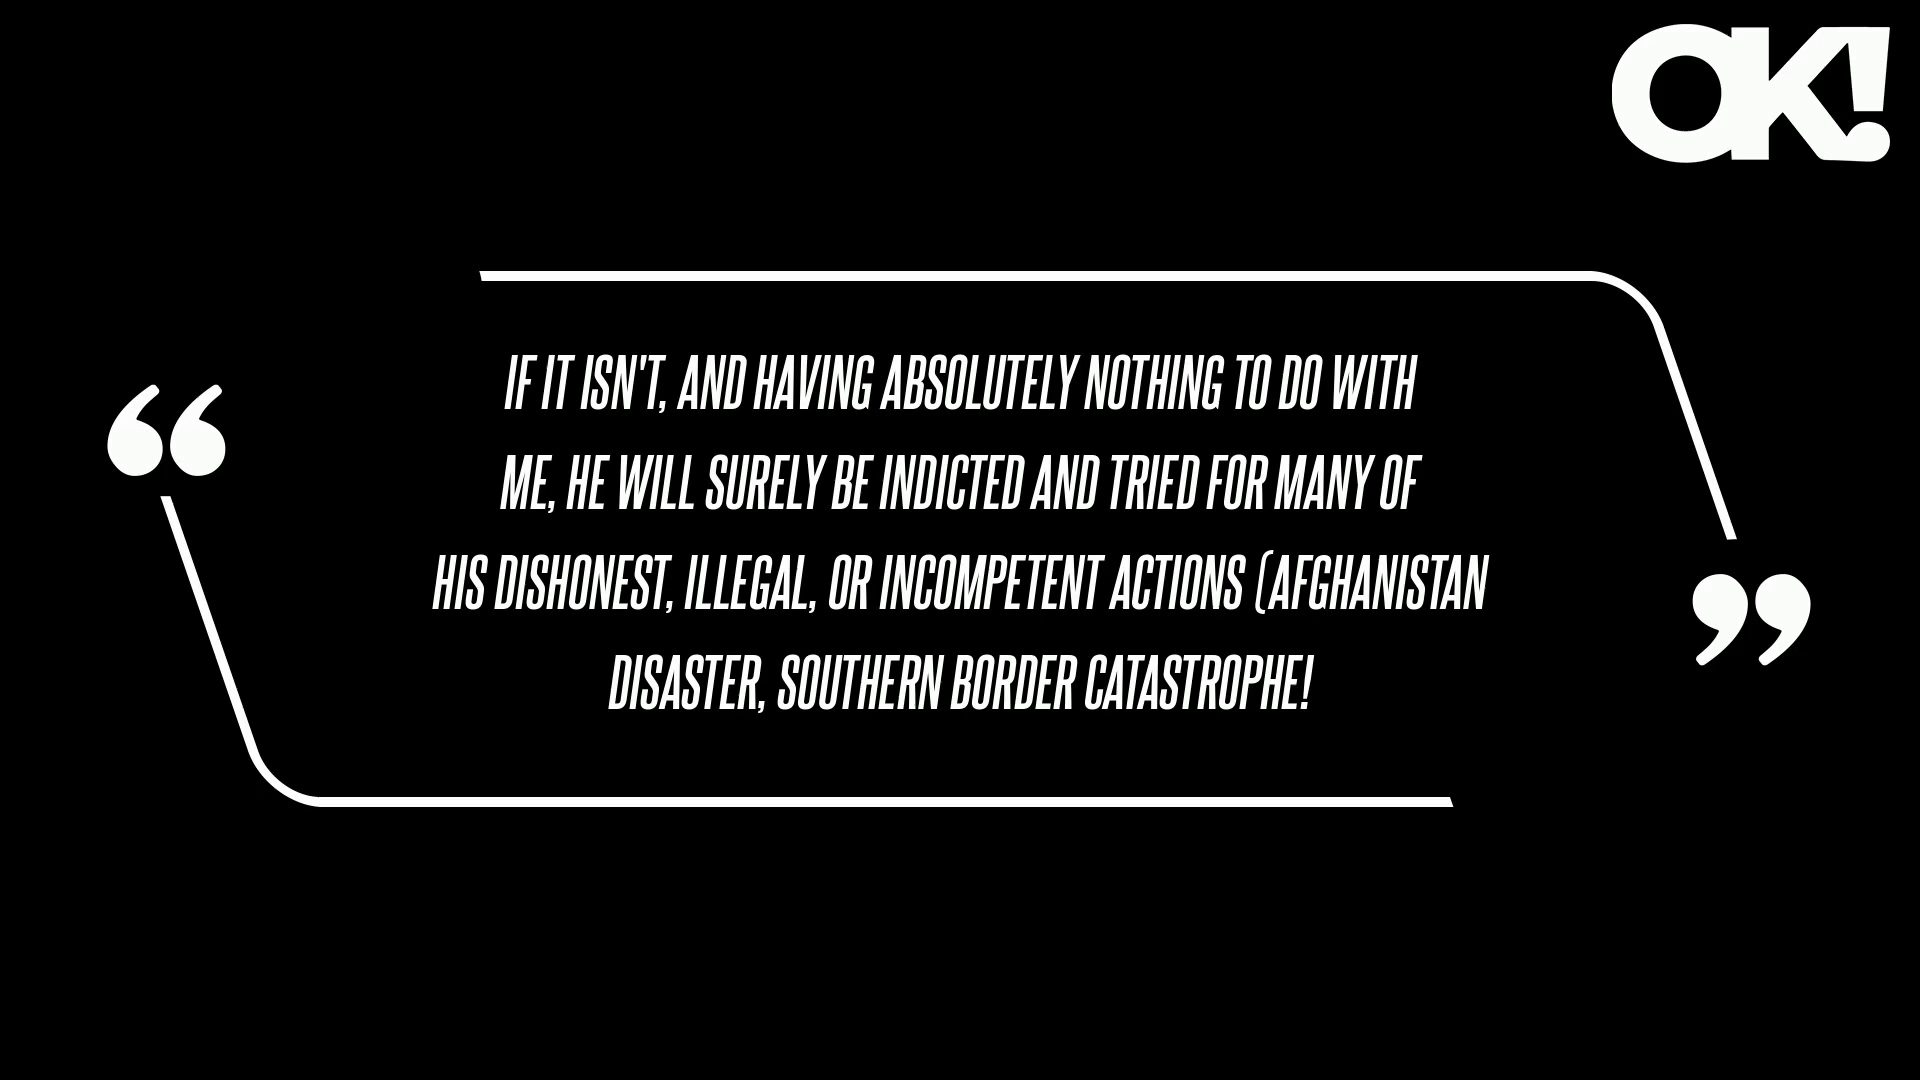 OK!
IF IT ISN'T, AND HAVING ABSOLUTELY NOTHING TO DO WITH
ME, HE WILL SURELY BE INDICTED AND TRIED FOR MANY OF
HIS DISHONEST, ILLEGAL, OR INCOMPETENT ACTIONS (AFGHANISTAN
DISASTER, SOUTHERN BORDER CATASTROPHE!